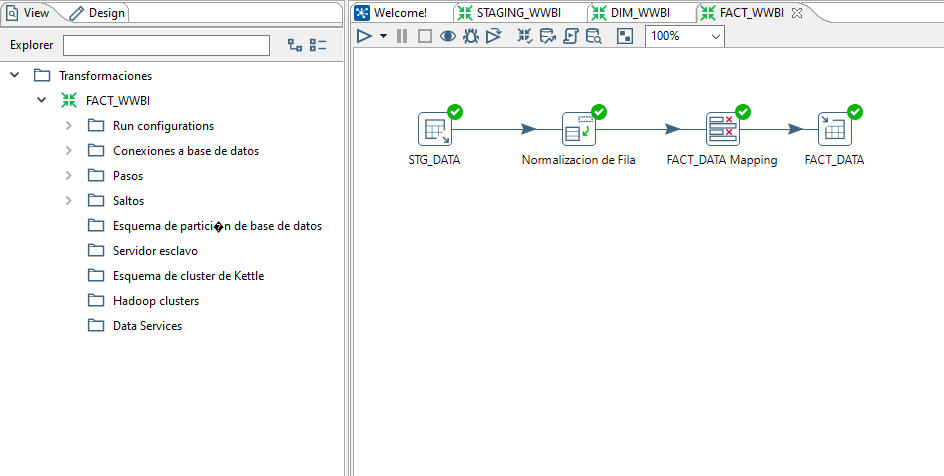 View
Design
Explorer
Transformaciones
FACT_WWBI
Run configurations
Conexiones a base de datos
Pasos
Saltos
Esquema de partici�n de base de datos
Servidor esclavo
Esquema de cluster de Kettle
Hadoop clusters
Data Services
Welcome!
STAGING_WWBI
DIM_WWBI
FACT_WWBI
100%
STG_DATA
Normalizacion de Fila
FACT_DATA Mapping
FACT_DATA